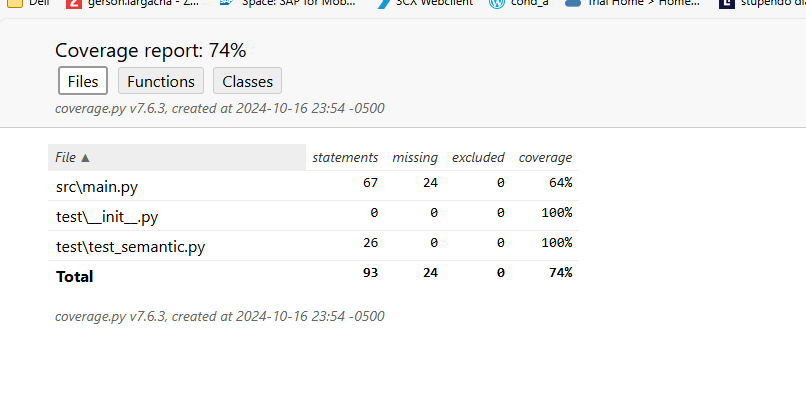 Dell gerson.largacha - Z... Space: SAP for Mob... SCX Webclient cond_a Trial Home > Home... stupendo
Coverage report: 74%
Files Functions Classes
coverage.py v7.6.3, created at 2024-10-16 23:54 -0500
File ▲ statements missing excluded coverage
src\main.py 67 24 0 64%
test\__init__.py 0 0 0 100%
test\test_semantic.py 26 0 0 100%
Total 93 24 0 74%
coverage.py v7.6.3, created at 2024-10-16 23:54 -0500